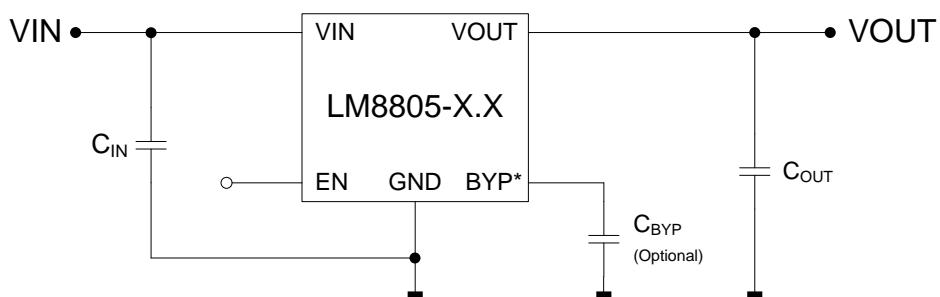 VIN
VIN VOUT
VOUT
LM8805-X.X
CIN
EN GND BYP*
COUT
CBYP
(Optional)